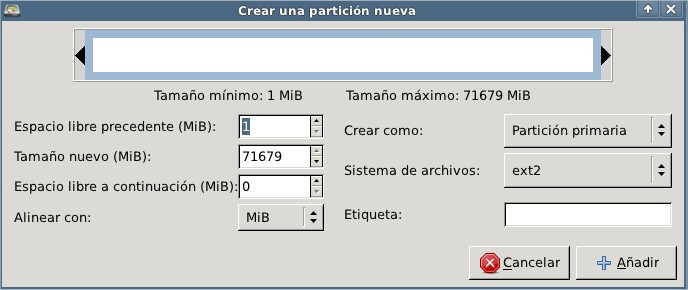 Crear una partición nueva
Tamaño mínimo: 1 MiB Tamaño máximo: 71679 MiB
Espacio libre precedente (MiB): 1
Tamaño nuevo (MiB): 71679
Espacio libre a continuación (MiB): 0
Alinear con: MiB
Crear como: Partición primaria
Sistema de archivos: ext2
Etiqueta:
Cancelar Añadir